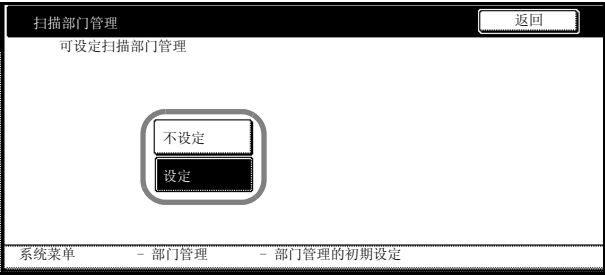 扫描部门管理 返回
可设定扫描部门管理
不设定
设定
系统菜单 - 部门管理 - 部门管理的初期设定